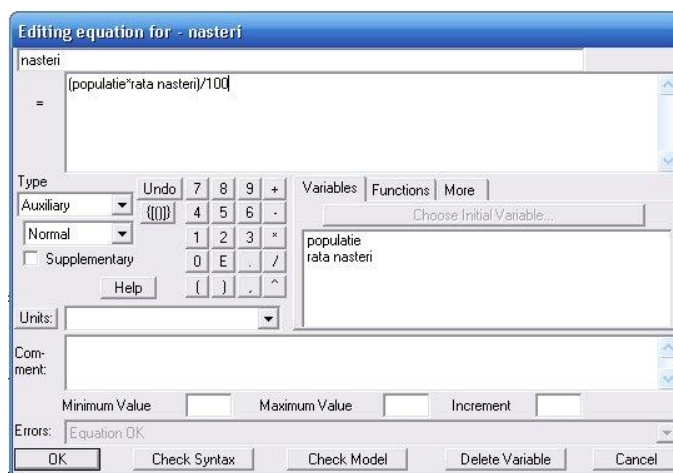 Editing equation for - nasteri
nasteri
=
(populatie*rata nasteri)/100
Type
Auxiliary
Normal
Supplementary
Help
Undo 7 8 9 +
{[()]} 4 5 6 -
1 2 3 *
0 E . /
( ) , ^
Variables Functions More
Choose Initial Variable...
populatie
rata nasteri
Units:
Com-
ment:
Minimum Value Maximum Value Increment
Errors: Equation OK
OK Check Syntax Check Model Delete Variable Cancel